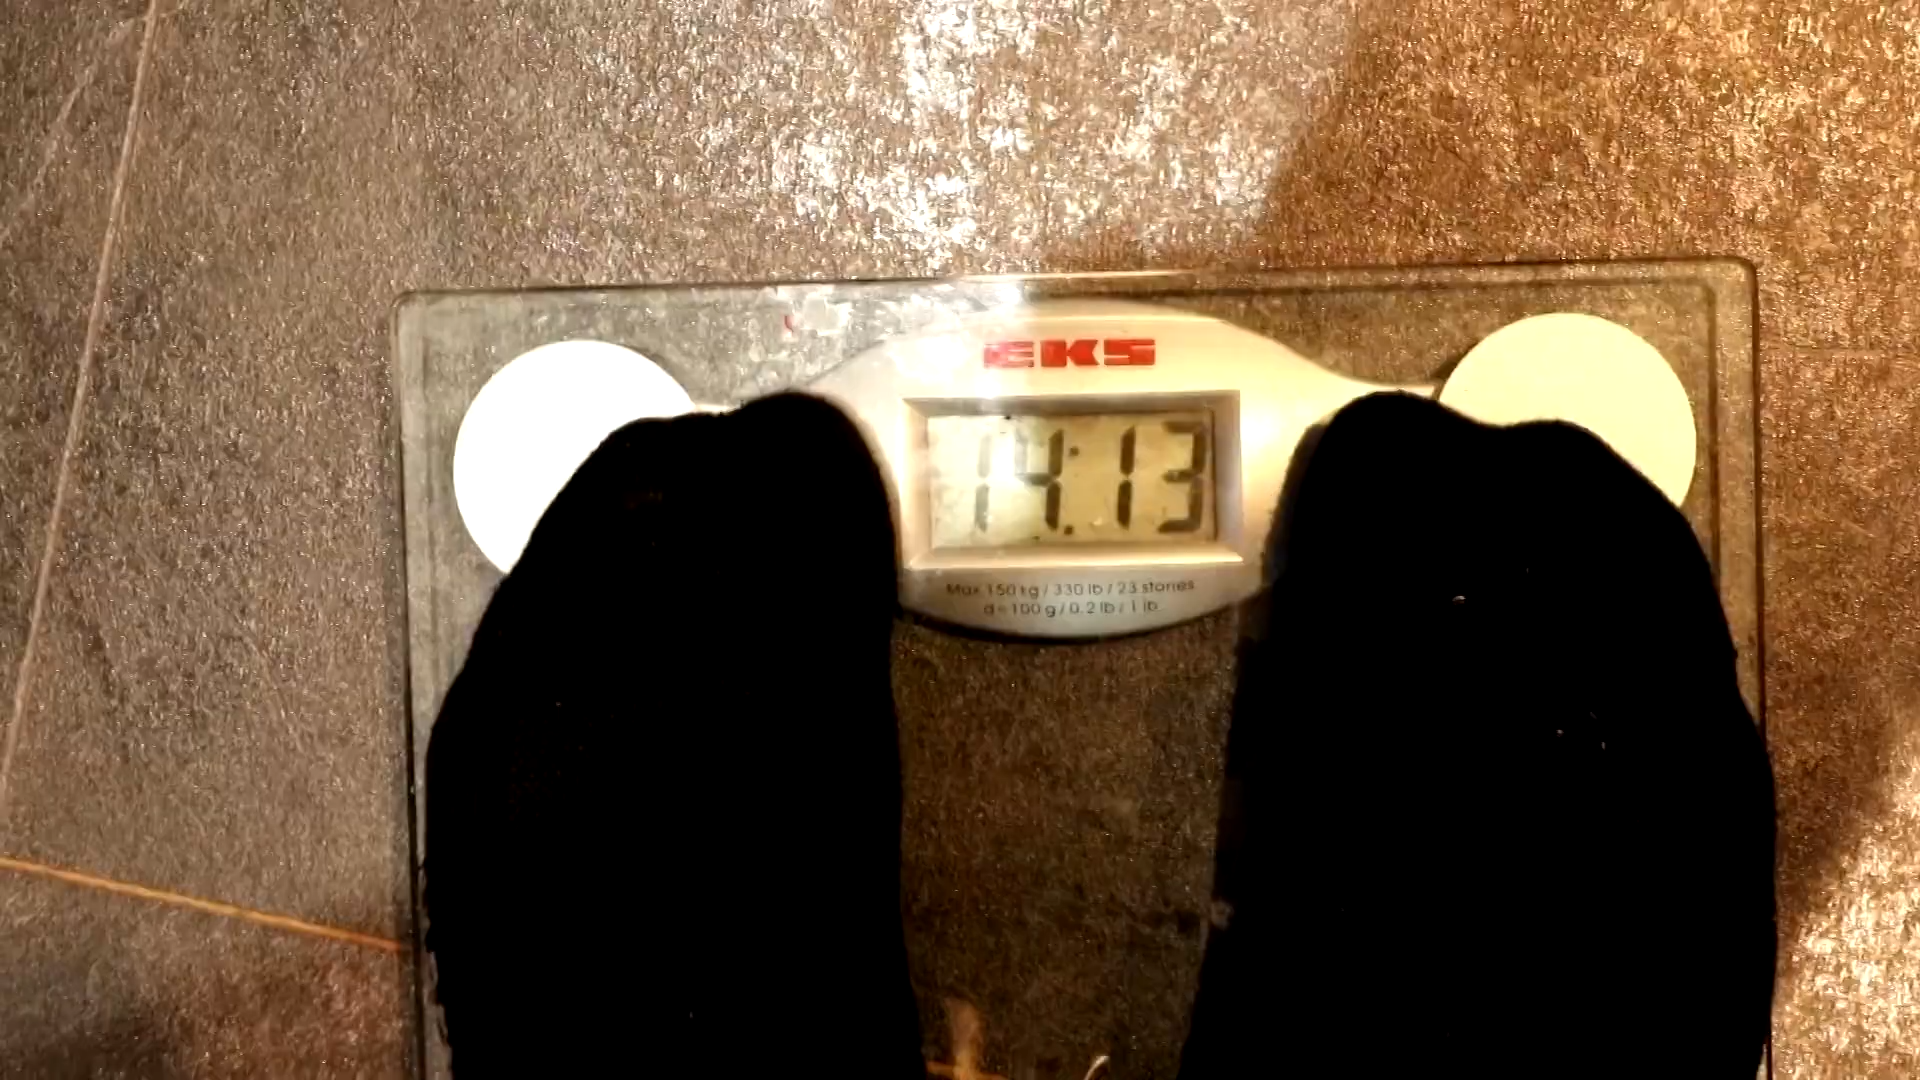 EKS
14:13
Max 150 kg / 330 lb / 23 stones
d=100 g / 0.2 lb / 1 lb